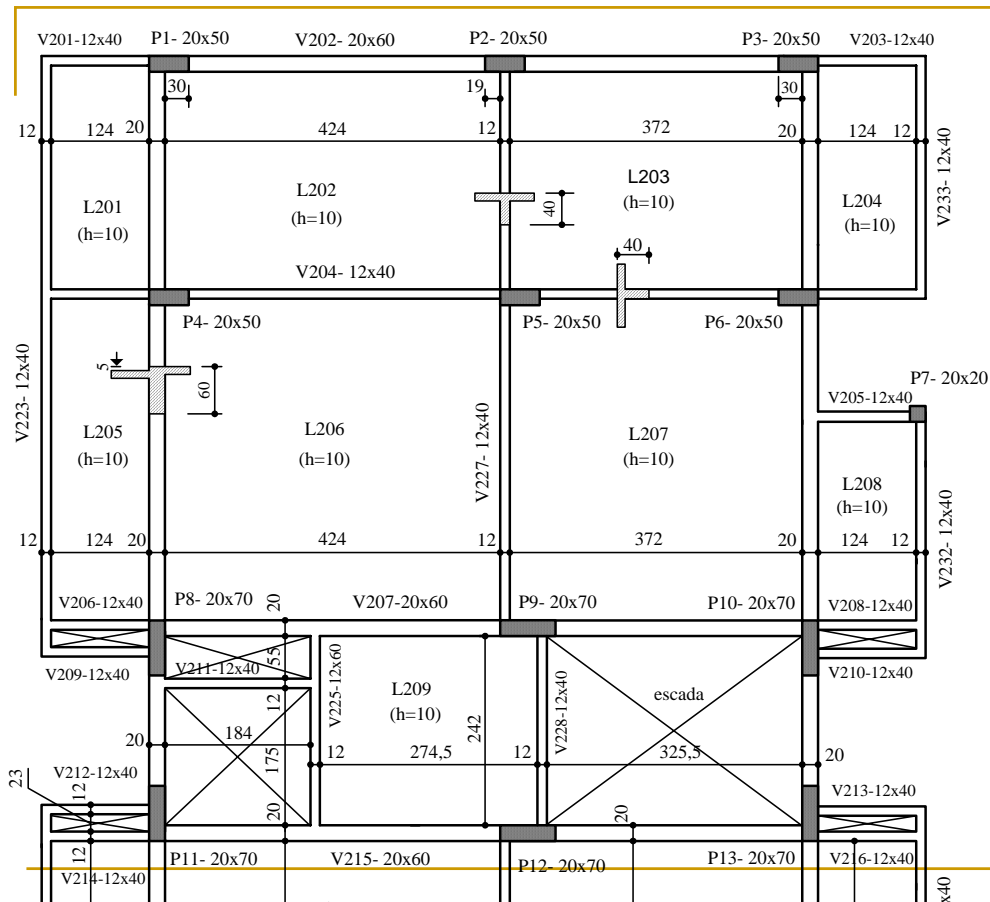 V201-12x40 P1- 20x50 V202- 20x60 P2- 20x50 P3- 20x50 V203-12x40
30 19 30
12 124 20 424 12 372 20 124 12
V233- 12x40
L201
(h=10)
L202
(h=10)
40
L203
(h=10)
L204
(h=10)
40
V204- 12x40
P4- 20x50 P5- 20x50 P6- 20x50
V223- 12x40
5
60
P7- 20x20
V205-12x40
L205
(h=10)
L206
(h=10)
V227- 12x40
L207
(h=10)
L208
(h=10)
12 124 20 424 12 372 20 124 12
V232- 12x40
V206-12x40 P8- 20x70 20 V207-20x60 P9- 20x70 P10- 20x70 V208-12x40
V209-12x40 V211-12x40 55 V225-12x60 V228-12x40 V210-12x40
L209
(h=10)
escada
12
242
20 184 175 12 274,5 12 325,5 20
23 V212-12x40 12 V213-12x40
20 20
12
P11- 20x70 V215- 20x60 P12- 20x70 P13- 20x70 V216-12x40
V214-12x40
x40